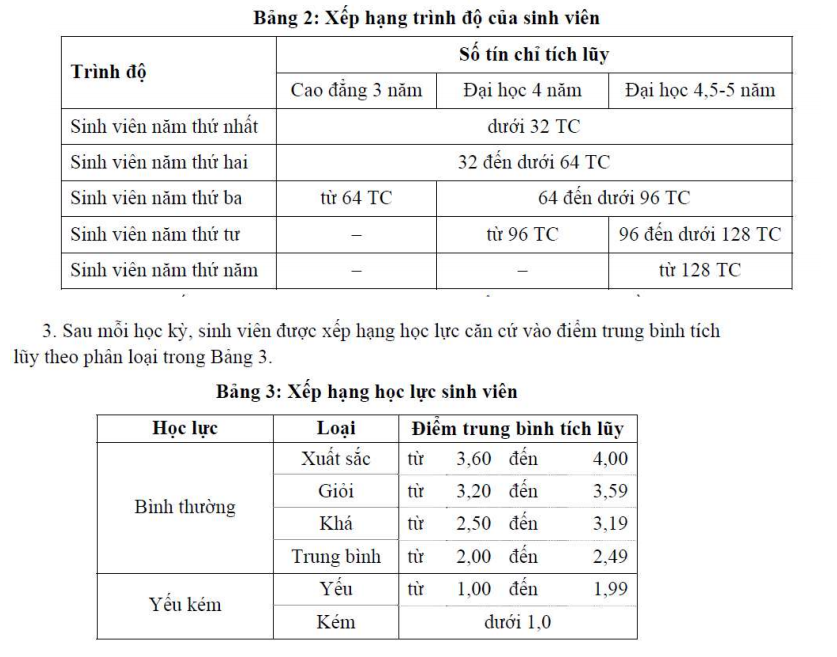 Bảng 2: Xếp hạng trình độ của sinh viên
Trình độ
Số tín chỉ tích lũy
Cao đẳng 3 năm Đại học 4 năm Đại học 4,5-5 năm
Sinh viên năm thứ nhất dưới 32 TC
Sinh viên năm thứ hai 32 đến dưới 64 TC
Sinh viên năm thứ ba từ 64 TC 64 đến dưới 96 TC
Sinh viên năm thứ tư – từ 96 TC 96 đến dưới 128 TC
Sinh viên năm thứ năm – – từ 128 TC
3. Sau mỗi học kỳ, sinh viên được xếp hạng học lực căn cứ vào điểm trung bình tích
lũy theo phân loại trong Bảng 3.
Bảng 3: Xếp hạng học lực sinh viên
Học lực Loại Điểm trung bình tích lũy
Bình thường
Xuất sắc từ 3,60 đến 4,00
Giỏi từ 3,20 đến 3,59
Khá từ 2,50 đến 3,19
Trung bình từ 2,00 đến 2,49
Yếu kém
Yếu từ 1,00 đến 1,99
Kém dưới 1,0